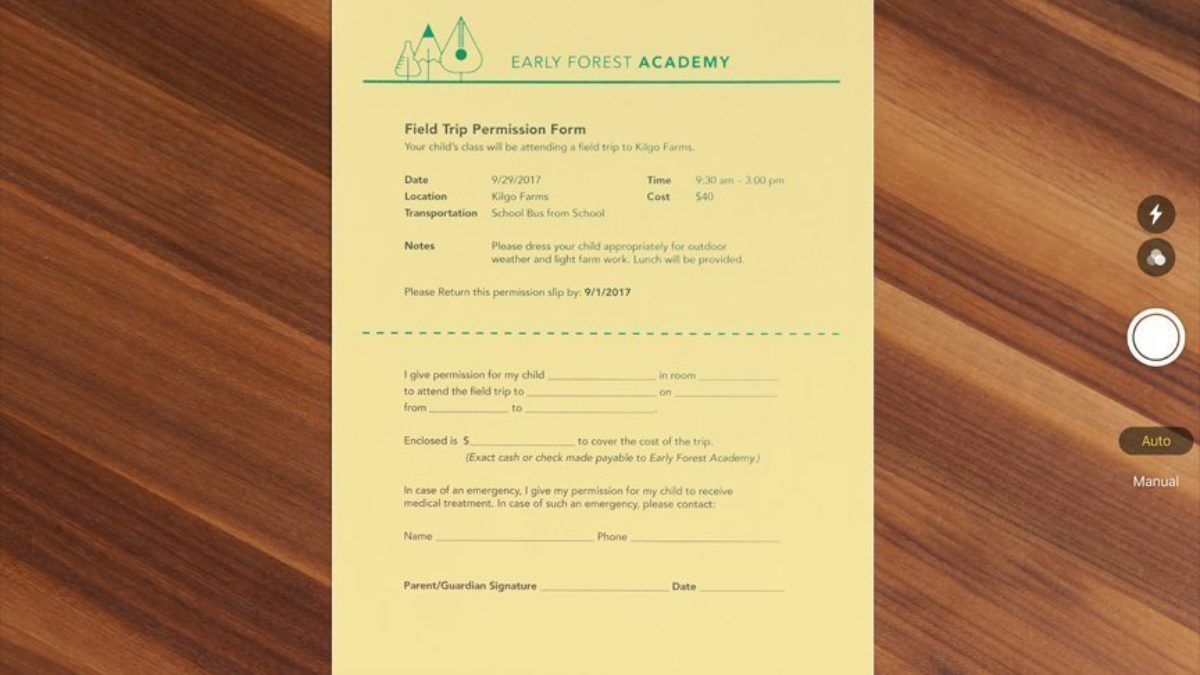 EARLY FOREST ACADEMY
Field Trip Permission Form
Your child's class will be attending a field trip to Kilgo Farms.
Date 9/29/2017 Time 9:30 am – 3:00 pm
Location Kilgo Farms Cost $40
Transportation School Bus from School
Notes Please dress your child appropriately for outdoor
weather and light farm work. Lunch will be provided.
Please Return this permission slip by: 9/1/2017
I give permission for my child ____________ in room ____________
to attend the field trip to ____________ on ____________
from ____________ to ____________.
Enclosed is $____________ to cover the cost of the trip.
(Exact cash or check made payable to Early Forest Academy.)
In case of an emergency, I give my permission for my child to receive
medical treatment. In case of such an emergency, please contact:
Name ____________ Phone ____________
Parent/Guardian Signature ____________ Date ____________
Auto
Manual